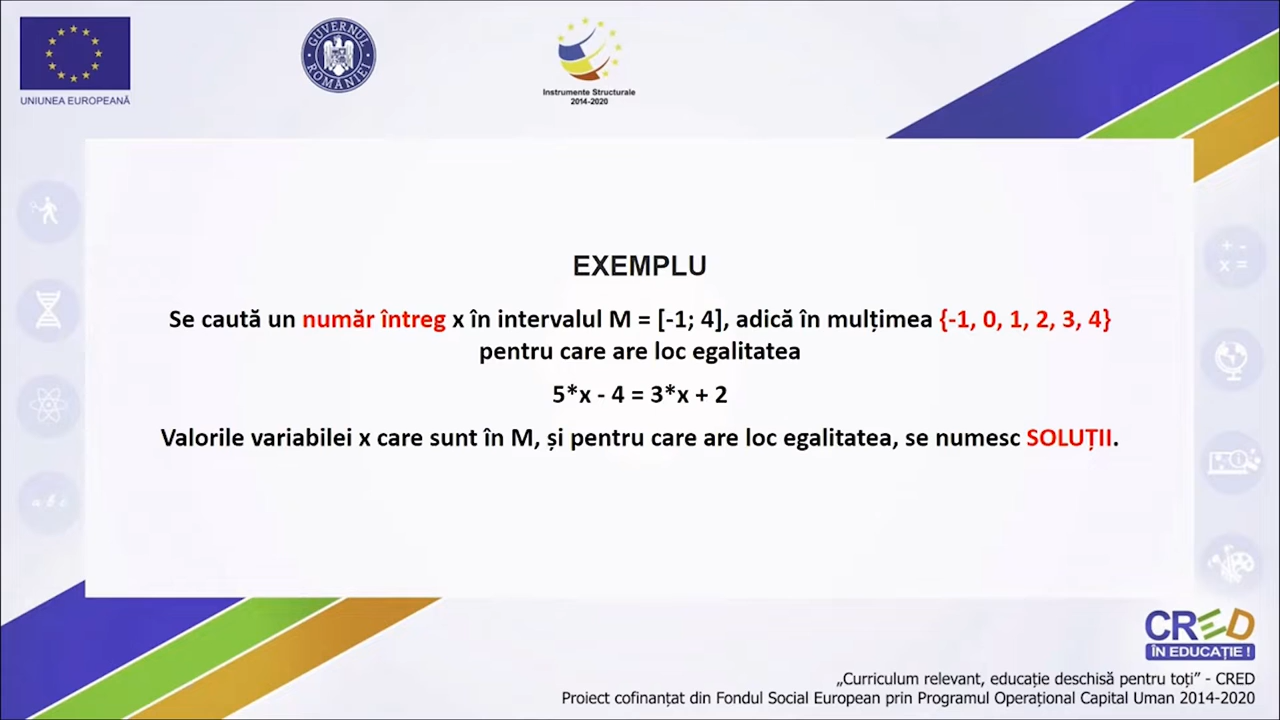 UNIUNEA EUROPEANĂ
GUVERNUL ROMÂNIEI
Instrumente Structurale
2014-2020
EXEMPLU
Se caută un număr întreg x în intervalul M = [-1; 4], adică în mulțimea {-1, 0, 1, 2, 3, 4}
pentru care are loc egalitatea
5*x - 4 = 3*x + 2
Valorile variabilei x care sunt în M, și pentru care are loc egalitatea, se numesc SOLUȚII.
+ -
x =
abc
CRED
ÎN EDUCAȚIE !
„Curriculum relevant, educație deschisă pentru toți” - CRED
Proiect cofinanțat din Fondul Social European prin Programul Operațional Capital Uman 2014-2020